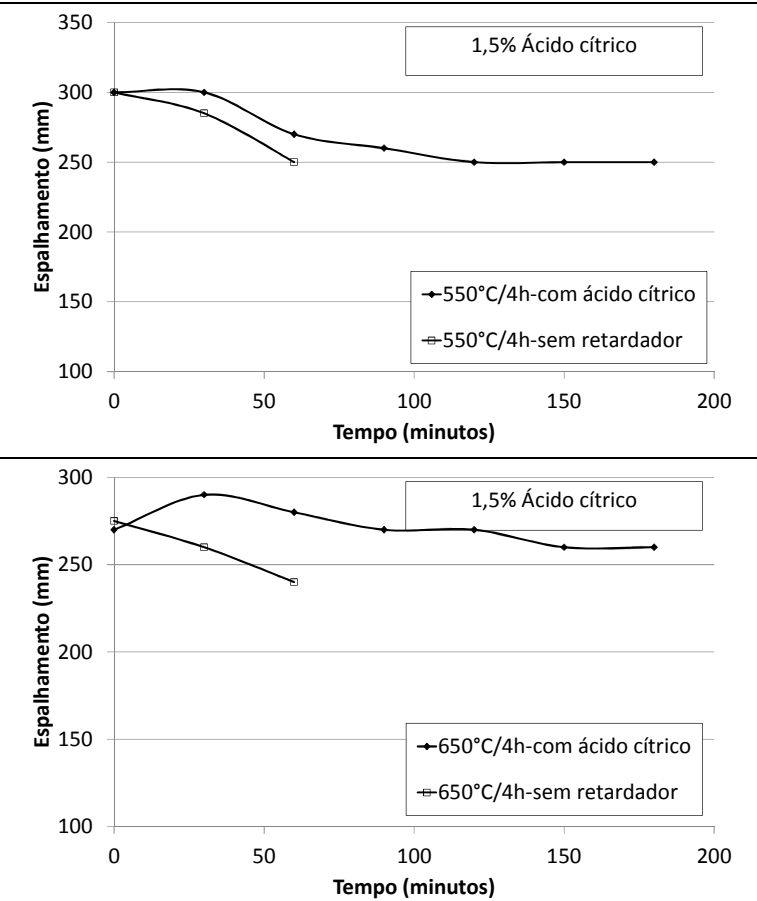 350
1,5% Ácido cítrico
300
250
200
150
100
Espalhamento (mm)
550°C/4h-com ácido cítrico
550°C/4h-sem retardador
0 50 100 150 200
Tempo (minutos)
300
1,5% Ácido cítrico
250
200
150
100
Espalhamento (mm)
650°C/4h-com ácido cítrico
650°C/4h-sem retardador
0 50 100 150 200
Tempo (minutos)